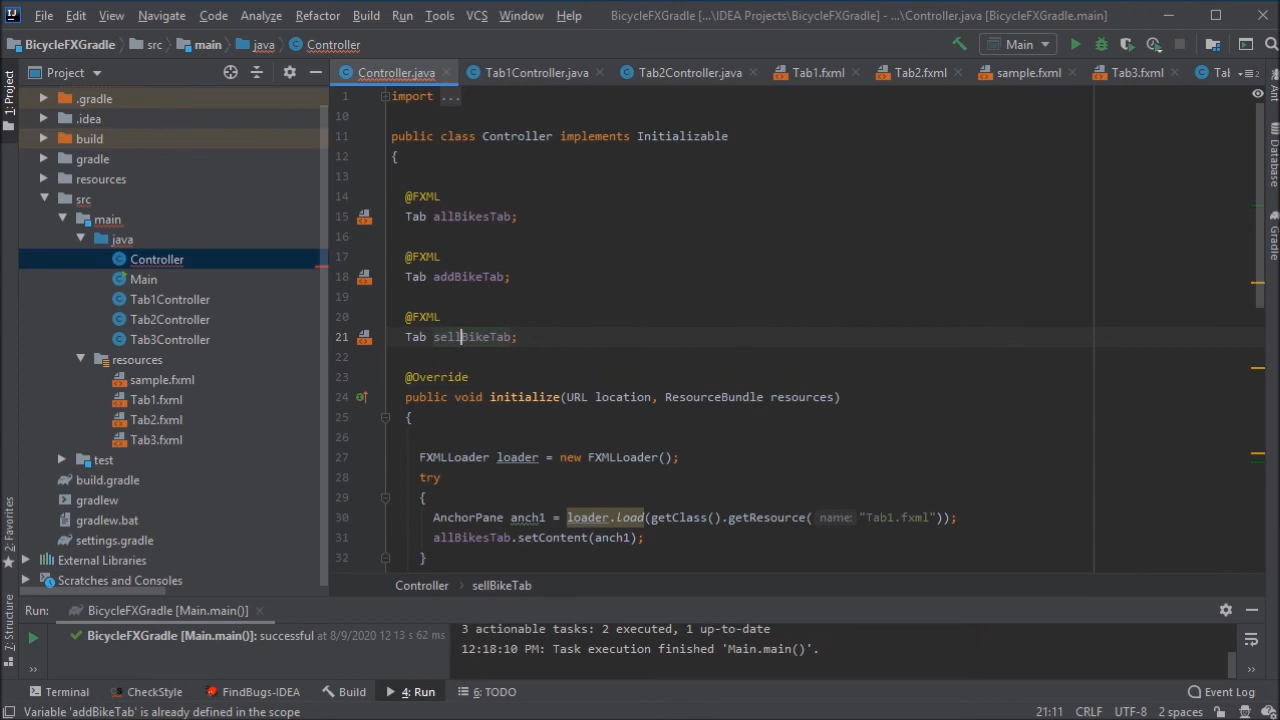 File Edit View Navigate Code Analyze Refactor Build Run Tools VCS Window Help BicycleFXGradle [...\IDEA Projects\BicycleFXGradle] - ...\Controller.java [BicycleFXGradle.main]
BicycleFXGradle src main java Controller Main
Project Controller.java Tab1Controller.java Tab2Controller.java Tab1.fxml Tab2.fxml sample.fxml Tab3.fxml Tab
1: Project
2: Favorites
7: Structure
.gradle
.idea
build
gradle
resources
src
main
java
Controller
Main
Tab1Controller
Tab2Controller
Tab3Controller
resources
sample.fxml
Tab1.fxml
Tab2.fxml
Tab3.fxml
test
build.gradle
gradlew
gradlew.bat
settings.gradle
External Libraries
Scratches and Consoles
1 import ...
10
11 public class Controller implements Initializable
12 {
13
14 @FXML
15 Tab allBikesTab;
16
17 @FXML
18 Tab addBikeTab;
19
20 @FXML
21 Tab sellBikeTab;
22
23 @Override
24 public void initialize(URL location, ResourceBundle resources)
25 {
26
27 FXMLLoader loader = new FXMLLoader();
28 try
29 {
30 AnchorPane anch1 = loader.load(getClass().getResource( name: "Tab1.fxml"));
31 allBikesTab.setContent(anch1);
32 }
Controller sellBikeTab
Ant
Database
Gradle
Run: BicycleFXGradle [Main.main()]
BicycleFXGradle [Main.main()]: successful at 8/9/2020 12 13 s 62 ms
3 actionable tasks: 2 executed, 1 up-to-date
12:18:10 PM: Task execution finished 'Main.main()'.
Terminal CheckStyle FindBugs-IDEA Build 4: Run 6: TODO Event Log
Variable 'addBikeTab' is already defined in the scope 21:11 CRLF UTF-8 2 spaces